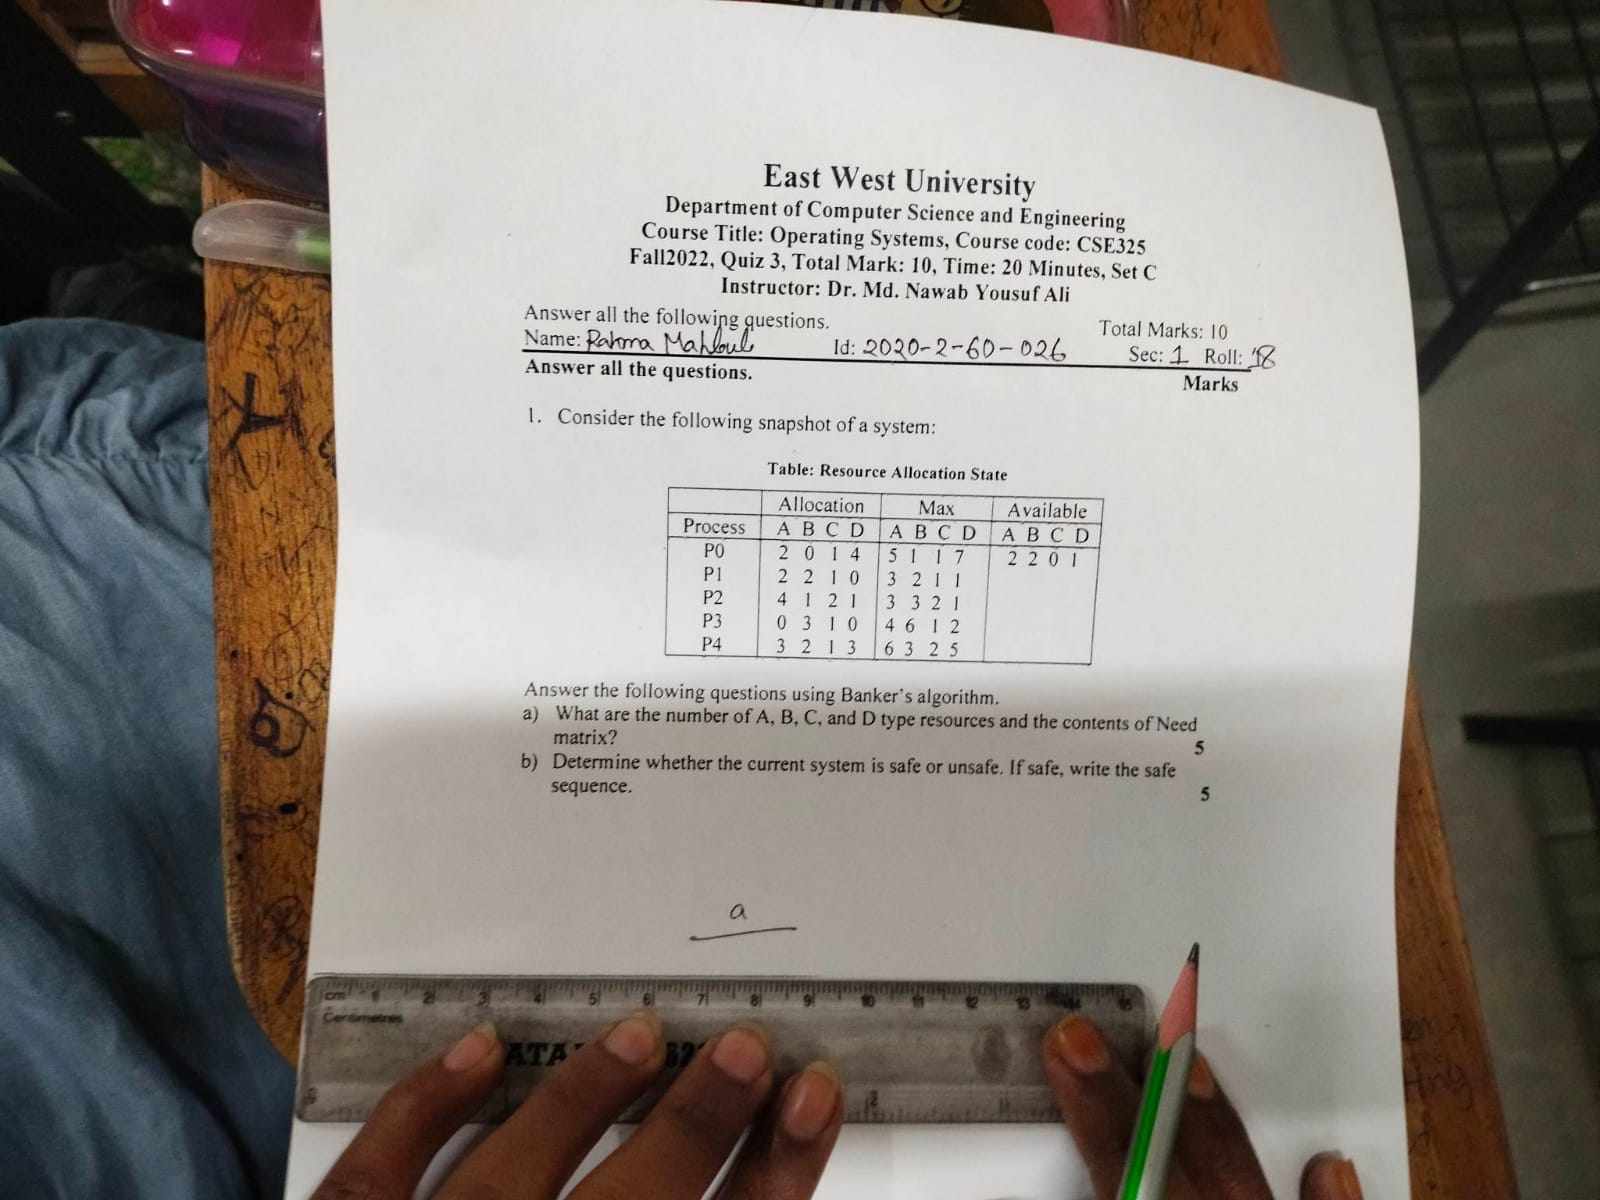 East West University
Department of Computer Science and Engineering
Course Title: Operating Systems, Course code: CSE325
Fall2022, Quiz 3, Total Mark: 10, Time: 20 Minutes, Set C
Instructor: Dr. Md. Nawab Yousuf Ali
Answer all the following questions. Total Marks: 10
Name: Rahma Mahbub Id: 2020-2-60-026 Sec: 1 Roll: 18
Answer all the questions. Marks
1. Consider the following snapshot of a system:
Table: Resource Allocation State
Allocation Max Available
Process A B C D A B C D A B C D
P0 2 0 1 4 5 1 1 7 2 2 0 1
P1 2 2 1 0 3 2 1 1
P2 4 1 2 1 3 3 2 1
P3 0 3 1 0 4 6 1 2
P4 3 2 1 3 6 3 2 5
Answer the following questions using Banker's algorithm.
a) What are the number of A, B, C, and D type resources and the contents of Need
matrix? 5
b) Determine whether the current system is safe or unsafe. If safe, write the safe
sequence. 5
a
cm 1 2 3 4 5 6 7 8 9 10 11 12 13 14 15
Centimetres